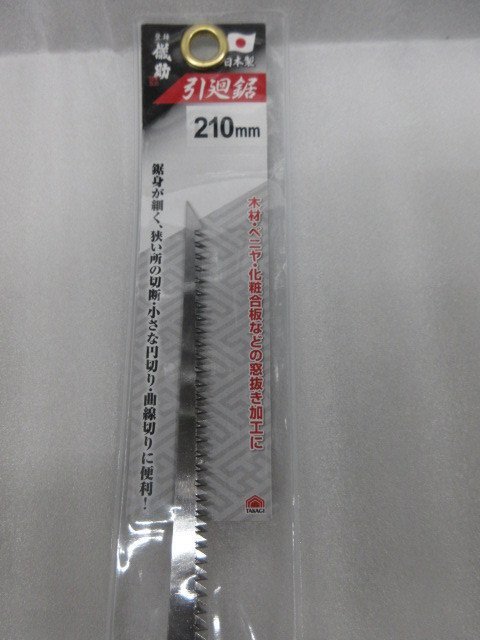 日本製
引廻鋸
210mm
木材・ベニヤ・化粧合板などの窓抜き加工に
鋸身が細く、狭い所の切断・小さな円切り・曲線切りに便利！
TAKAGI